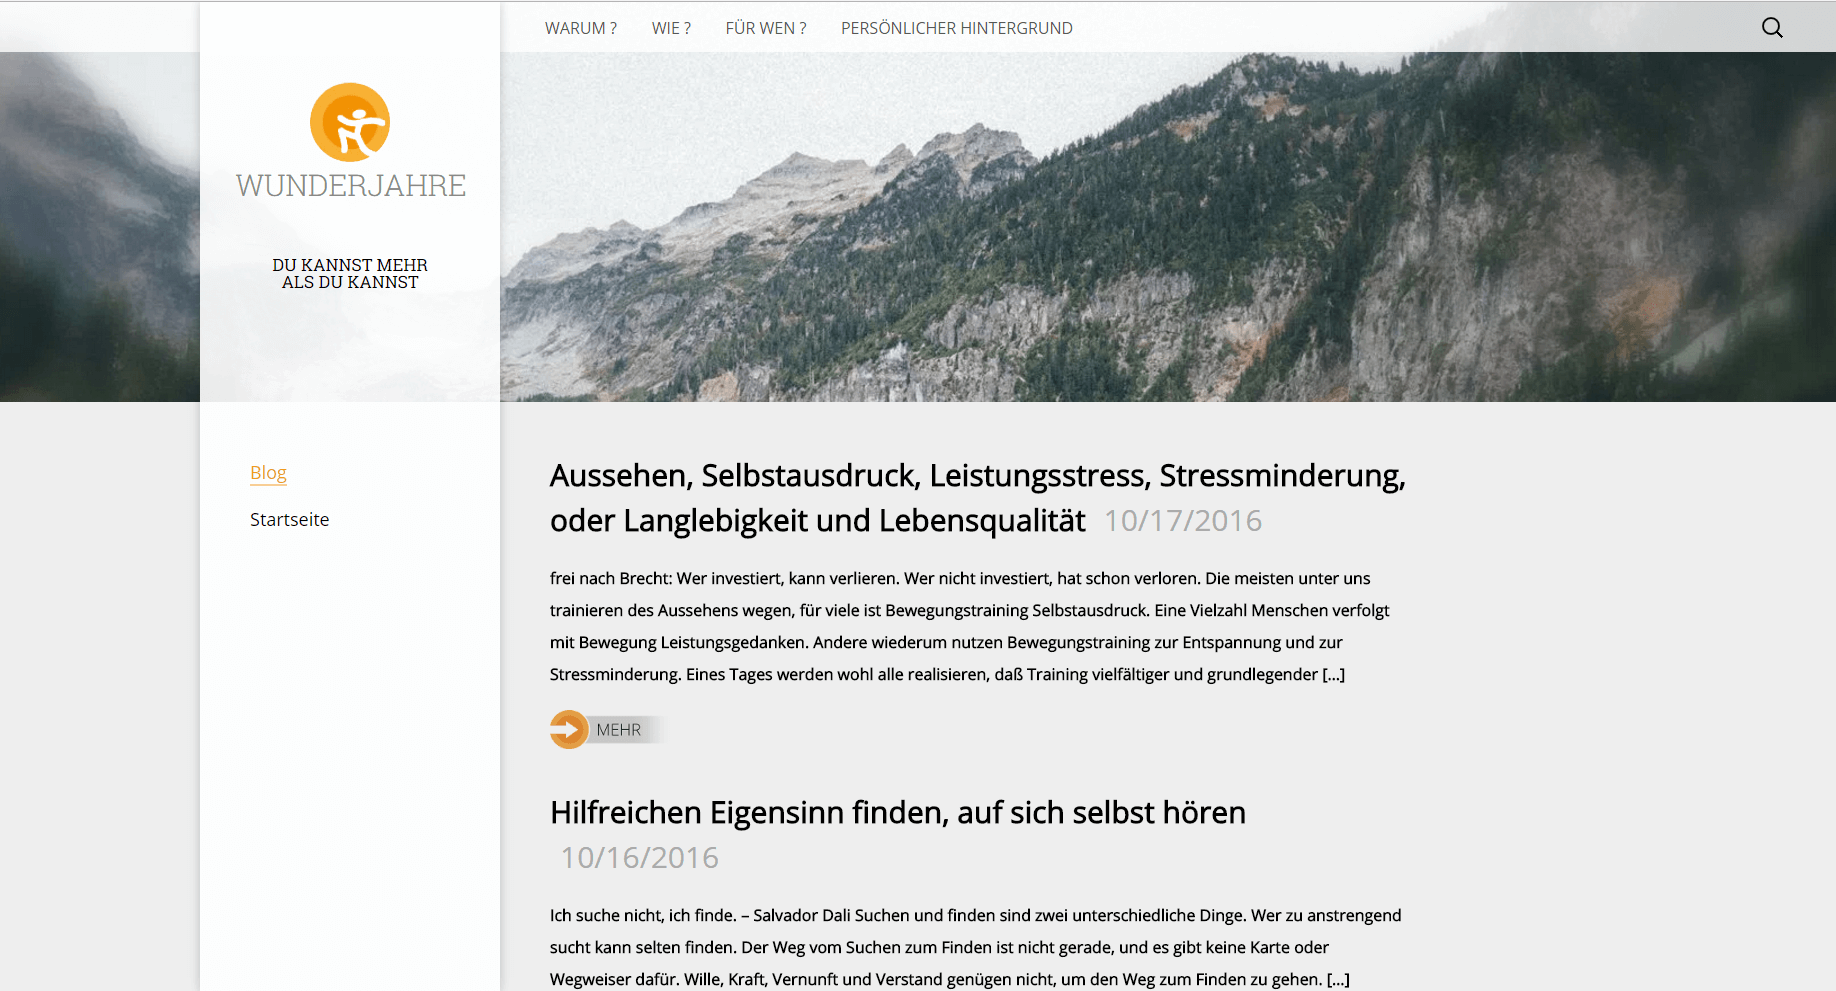 WARUM ? WIE ? FÜR WEN ? PERSÖNLICHER HINTERGRUND
WUNDERJAHRE
DU KANNST MEHR
ALS DU KANNST
Blog
Startseite
Aussehen, Selbstausdruck, Leistungsstress, Stressminderung,
oder Langlebigkeit und Lebensqualität 10/17/2016
frei nach Brecht: Wer investiert, kann verlieren. Wer nicht investiert, hat schon verloren. Die meisten unter uns
trainieren des Aussehens wegen, für viele ist Bewegungstraining Selbstausdruck. Eine Vielzahl Menschen verfolgt
mit Bewegung Leistungsgedanken. Andere wiederum nutzen Bewegungstraining zur Entspannung und zur
Stressminderung. Eines Tages werden wohl alle realisieren, daß Training vielfältiger und grundlegender [...]
MEHR
Hilfreichen Eigensinn finden, auf sich selbst hören
10/16/2016
Ich suche nicht, ich finde. – Salvador Dali Suchen und finden sind zwei unterschiedliche Dinge. Wer zu anstrengend
sucht kann selten finden. Der Weg vom Suchen zum Finden ist nicht gerade, und es gibt keine Karte oder
Wegweiser dafür. Wille, Kraft, Vernunft und Verstand genügen nicht, um den Weg zum Finden zu gehen. [...]